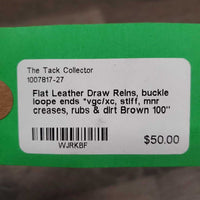 The Tack Collector
1007817-27
Flat Leather Draw Reins, buckle
loope ends *vgc/xc, stiff, mnr
creases, rubs & dirt Brown 100"
$50.00
WJRKBF